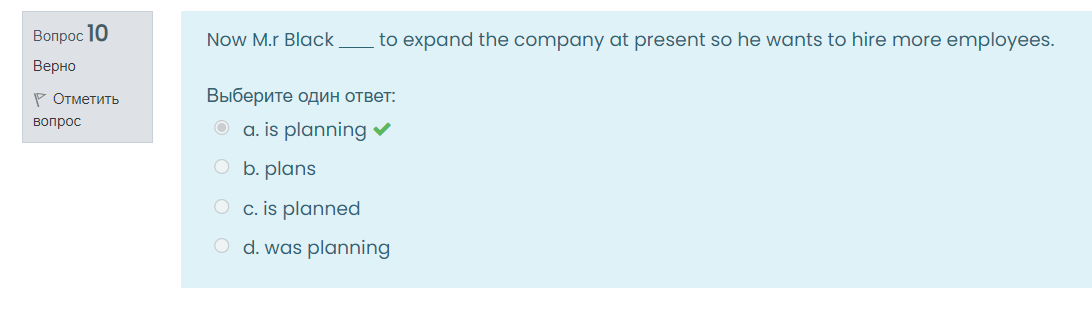 Вопрос 10
Верно
Отметить
вопрос
Now M.r Black ____ to expand the company at present so he wants to hire more employees.
Выберите один ответ:
a. is planning
b. plans
c. is planned
d. was planning